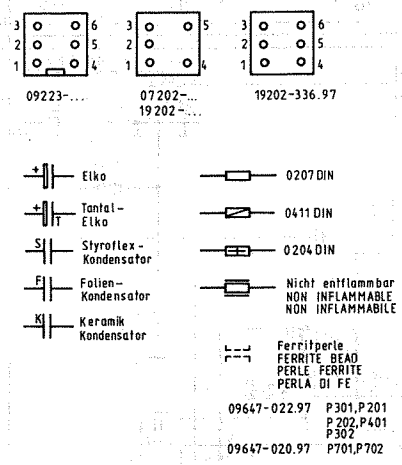 3 6
2 5
1 4
3 5
2
1 4
3 6
2 5
1 4
09223-...
07202-...
19202-...
19202-336.97
+ Elko
+ T Tantal-
Elko
S Styroflex-
Kondensator
F Folien-
Kondensator
K Keramik
Kondensator
0207 DIN
0411 DIN
0204 DIN
Nicht entflammbar
NON INFLAMMABLE
NON INFLAMMABILE
Ferritperle
FERRITE BEAD
PERLE FERRITE
PERLA DI FE
09647-022.97 P301,P201
P202,P401
P302
09647-020.97 P701,P702